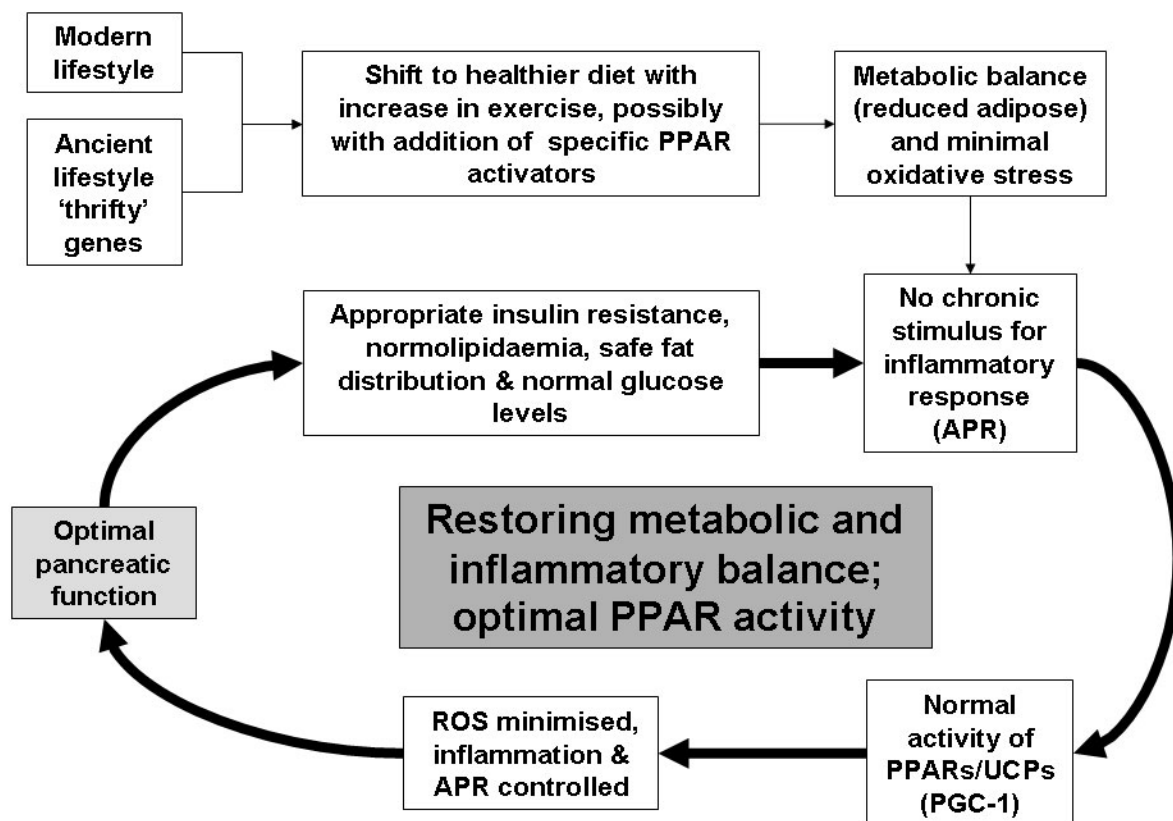 Modern
lifestyle
Ancient
lifestyle
‘thrifty’
genes
Shift to healthier diet with
increase in exercise, possibly
with addition of specific PPAR
activators
Metabolic balance
(reduced adipose)
and minimal
oxidative stress
Appropriate insulin resistance,
normolipidaemia, safe fat
distribution & normal glucose
levels
No chronic
stimulus for
inflammatory
response
(APR)
Optimal
pancreatic
function
Restoring metabolic and
inflammatory balance;
optimal PPAR activity
ROS minimised,
inflammation &
APR controlled
Normal
activity of
PPARs/UCPs
(PGC-1)